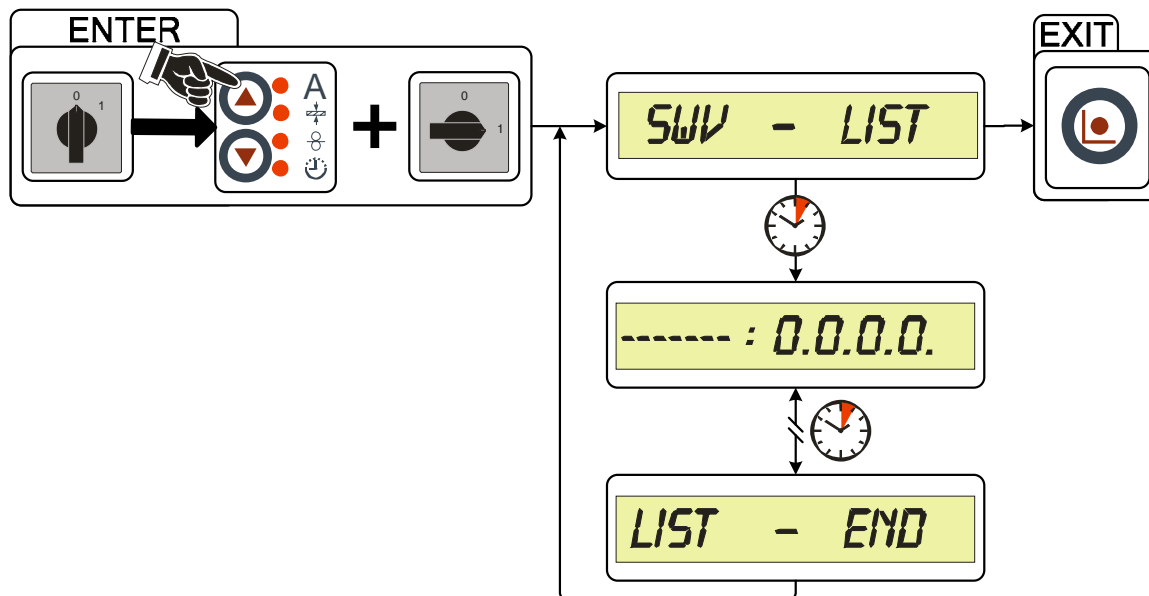 ENTER
EXIT
0
1
A
0
1
SWV - LIST
-------: 0.0.0.0.
LIST - END